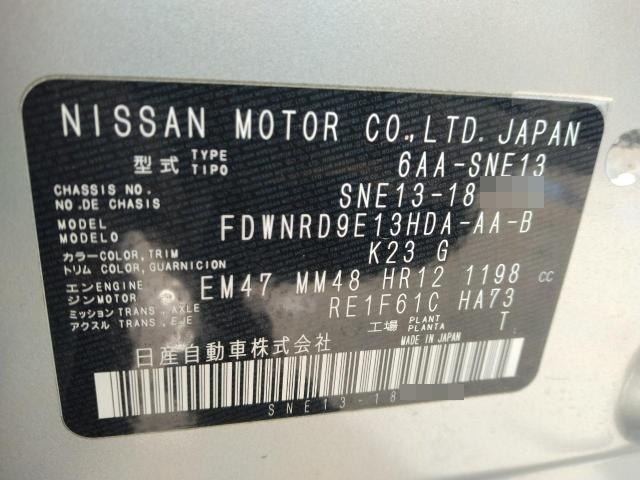 NISSAN MOTOR CO.,LTD. JAPAN
型式 TYPE TIPO 6AA-SNE13
CHASSIS NO. NO.DE CHASIS SNE13-18
MODEL MODELO FDWNRD9E13HDA-AA-B
カラー COLOR, TRIM トリム COLOR, GUARNICION K23 G
エンジン ENGINE MOTOR EM47 MM48 HR12 1198 cc
ミッション TRANS., AXLE アクスル TRANS., EJE RE1F61C HA73
工場 PLANT PLANTA T
日産自動車株式会社 MADE IN JAPAN
SNE13-18